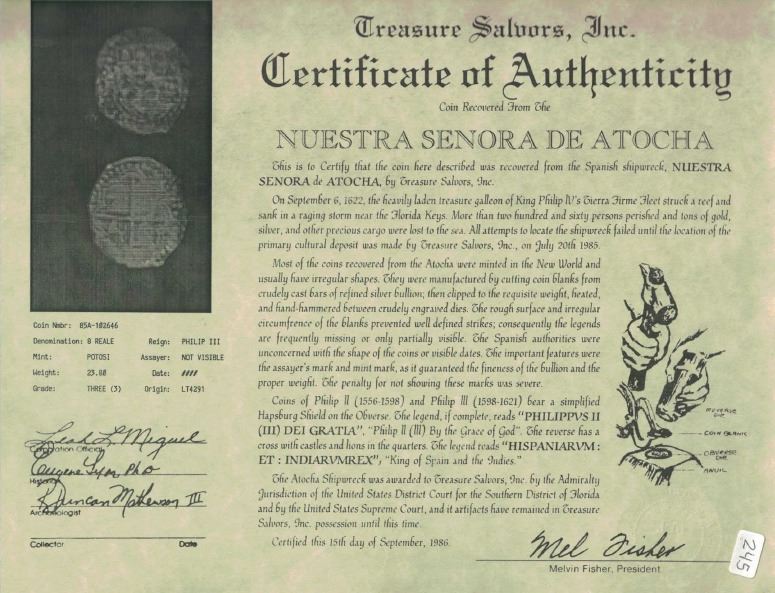 Treasure Salvors, Inc.
Certificate of Authenticity
Coin Recovered From The
NUESTRA SENORA DE ATOCHA
This is to Certify that the coin here described was recovered from the Spanish shipwreck, NUESTRA
SENORA de ATOCHA, by Treasure Salvors, Inc.
On September 6, 1622, the heavily laden treasure galleon of King Philip IV's Tierra Firme Fleet struck a reef and
sank in a raging storm near the Florida Keys. More than two hundred and sixty persons perished and tons of gold,
silver, and other precious cargo were lost to the sea. All attempts to locate the shipwreck failed until the location of the
primary cultural deposit was made by Treasure Salvors, Inc., on July 20th 1985.
Most of the coins recovered from the Atocha were minted in the New World and
usually have irregular shapes. They were manufactured by cutting coin blanks from
crudely cast bars of refined silver bullion; then clipped to the requisite weight, heated,
and hand-hammered between crudely engraved dies. The rough surface and irregular
circumfrence of the blanks prevented well defined strikes; consequently the legends
are frequently missing or only partially visible. The Spanish authorities were
unconcerned with the shape of the coins or visible dates. The important features were
the assayer's mark and mint mark, as it guaranteed the fineness of the bullion and the
proper weight. The penalty for not showing these marks was severe.
Coins of Philip II (1556-1598) and Philip III (1598-1621) bear a simplified
Hapsburg Shield on the Obverse. The legend, if complete, reads "PHILIPPVS II
(III) DEI GRATIA". "Philip II (III) By the Grace of God". The reverse has a
cross with castles and lions in the quarters. The legend reads "HISPANIARVM :
ET : INDIARVMREX", "King of Spain and the Indies."
The Atocha Shipwreck was awarded to Treasure Salvors, Inc. by the Admiralty
Jurisdiction of the United States District Court for the Southern District of Florida
and by the United States Supreme Court, and it artifacts have remained in Treasure
Salvors, Inc. possession until this time.
Certified this 15th day of September, 1986.
Mel Fisher
Melvin Fisher, President
245
REVERSE DIE
COIN BLANK
OBVERSE DIE
ANVIL
Coin Nmbr: 85A-102646
Denomination: 8 REALE Reign: PHILIP III
Mint: POTOSI Assayer: NOT VISIBLE
Weight: 23.80 Date: ####
Grade: THREE (3) Origin: LT4291
Leah L Miguel
Corporation Official
Eugene Lyon PhD
Historian
R Duncan Mathewson III
Archaeologist
Collector Date